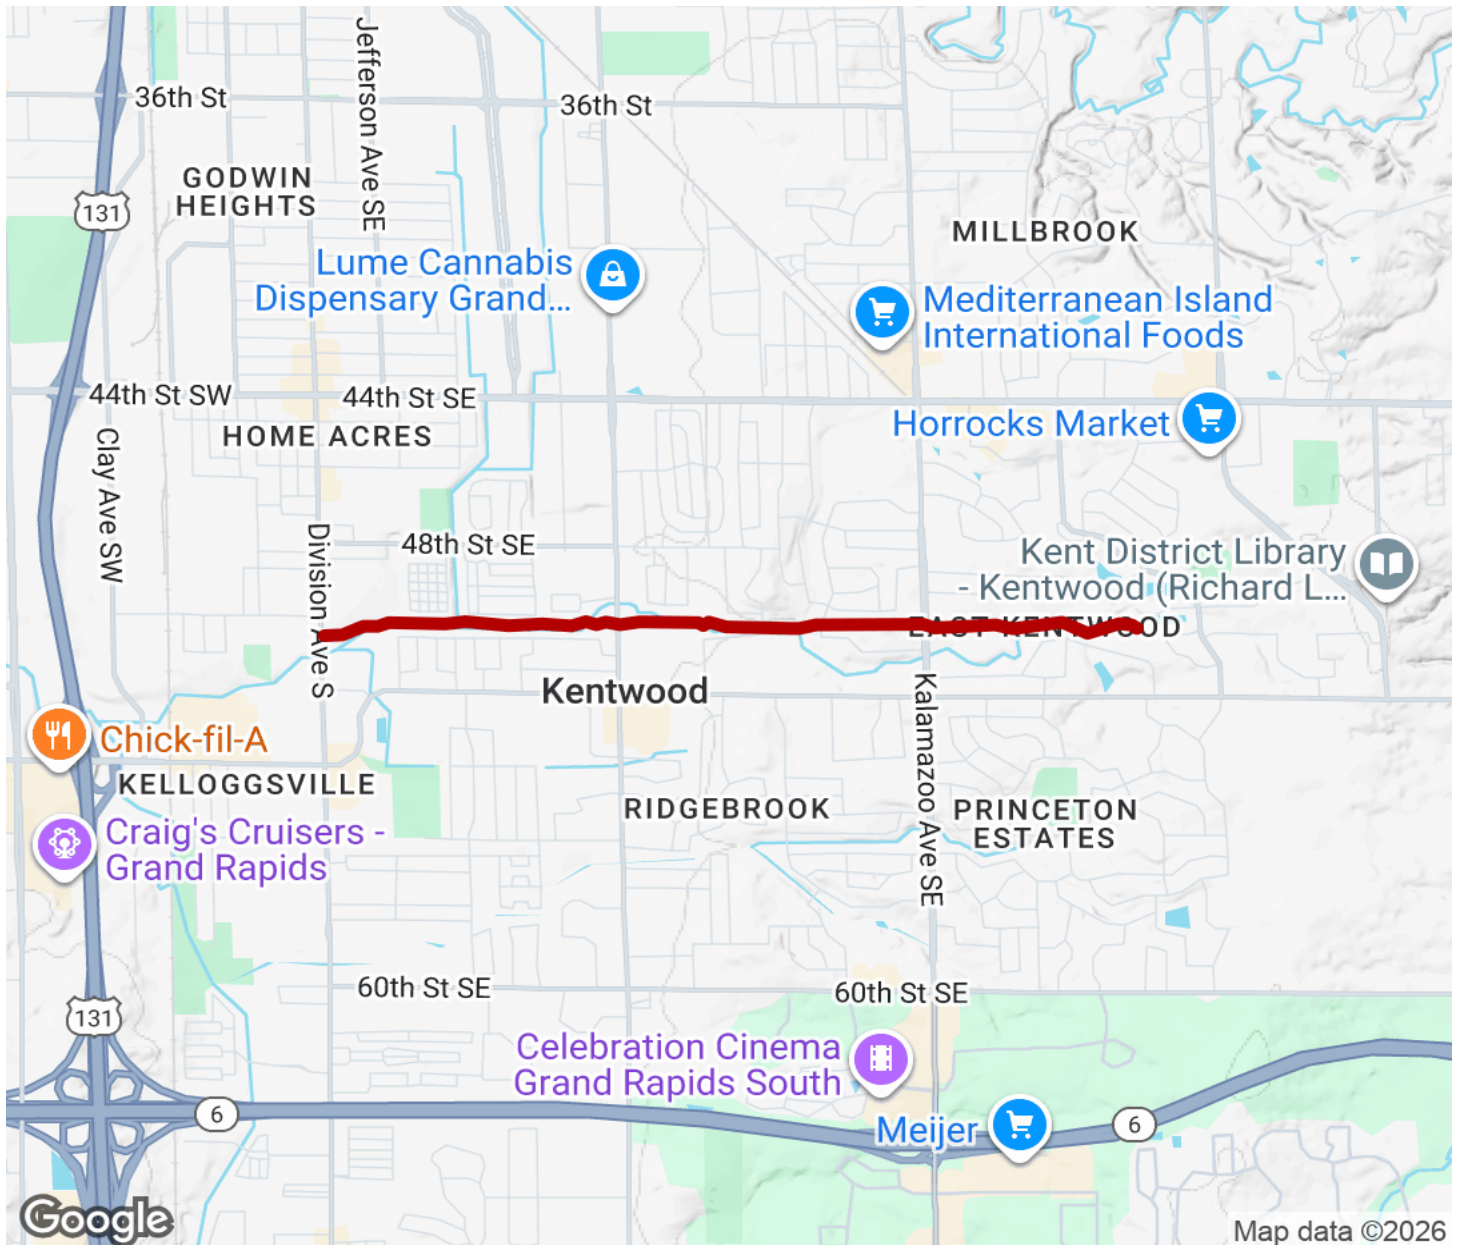 Jefferson Ave SE
36th St
36th St
GODWIN
HEIGHTS
131
MILLBROOK
Lume Cannabis
Dispensary Grand...
Mediterranean Island
International Foods
44th St SW
44th St SE
Horrocks Market
HOME ACRES
Clay Ave SW
Division Ave S
48th St SE
Kent District Library
- Kentwood (Richard L...
EAST KENTWOOD
Kentwood
Kalamazoo Ave SE
Chick-fil-A
KELLOGGSVILLE
RIDGEBROOK
PRINCETON
ESTATES
Craig's Cruisers -
Grand Rapids
60th St SE
60th St SE
131
Celebration Cinema
Grand Rapids South
6
Meijer
6
Google
Map data ©2026